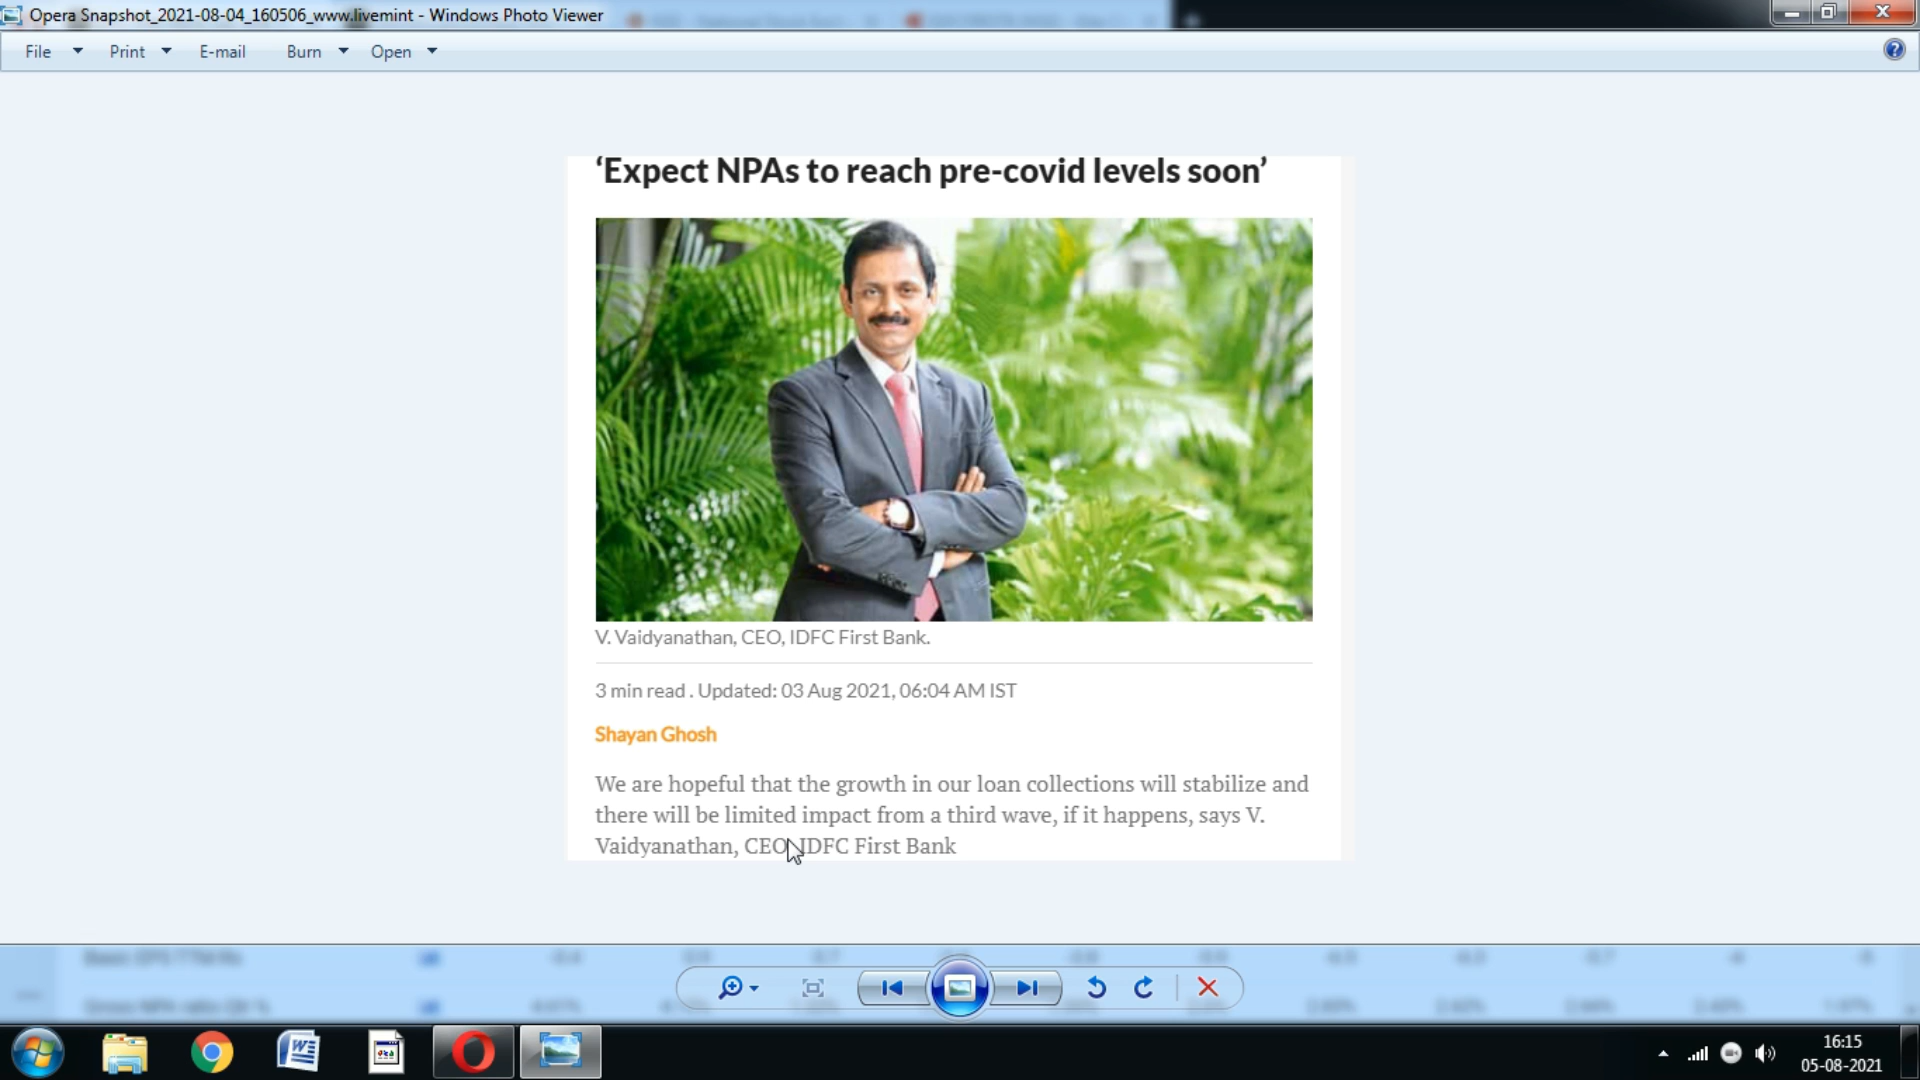 Opera Snapshot_2021-08-04_160506_www.livemint - Windows Photo Viewer
File Print E-mail Burn Open
‘Expect NPAs to reach pre-covid levels soon’
V. Vaidyanathan, CEO, IDFC First Bank.
3 min read . Updated: 03 Aug 2021, 06:04 AM IST
Shayan Ghosh
We are hopeful that the growth in our loan collections will stabilize and
there will be limited impact from a third wave, if it happens, says V.
Vaidyanathan, CEO, IDFC First Bank
16:15
05-08-2021